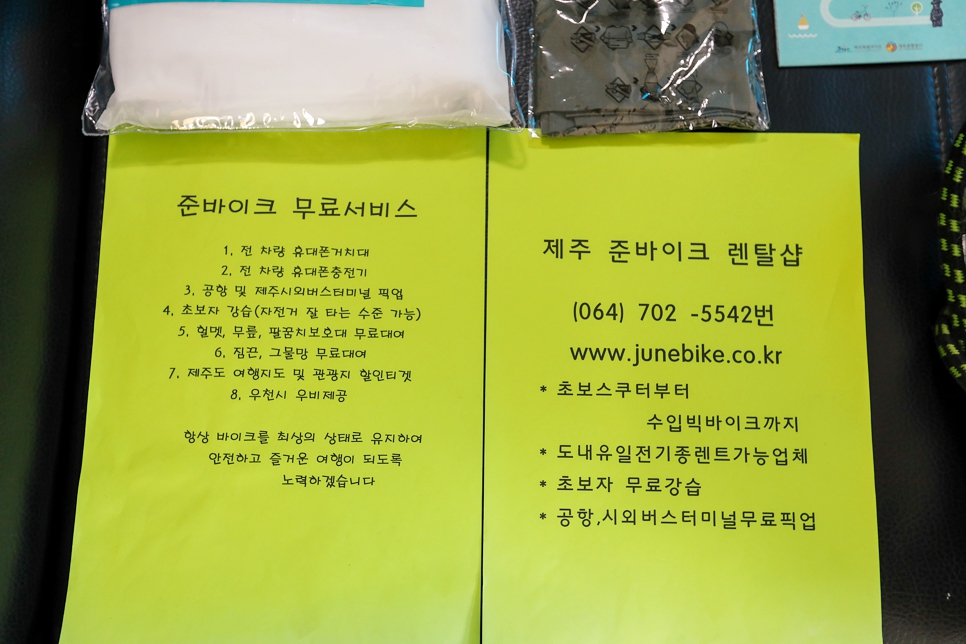 준바이크 무료서비스
1, 전 차량 휴대폰거치대
2, 전 차량 휴대폰충전기
3, 공항 및 제주시외버스터미널 픽업
4, 초보자 강습(자전거 잘 타는 수준 가능)
5, 헬멧, 무릎, 팔꿈치보호대 무료대여
6, 짐끈, 그물망 무료대여
7, 제주도 여행지도 및 관광지 할인티켓
8, 우천시 우비제공
항상 바이크를 최상의 상태로 유지하여
안전하고 즐거운 여행이 되도록
노력하겠습니다
제주 준바이크 렌탈샵
(064) 702 -5542번
www.junebike.co.kr
* 초보스쿠터부터
수입빅바이크까지
* 도내유일전기종렌트가능업체
* 초보자 무료강습
* 공항,시외버스터미널무료픽업